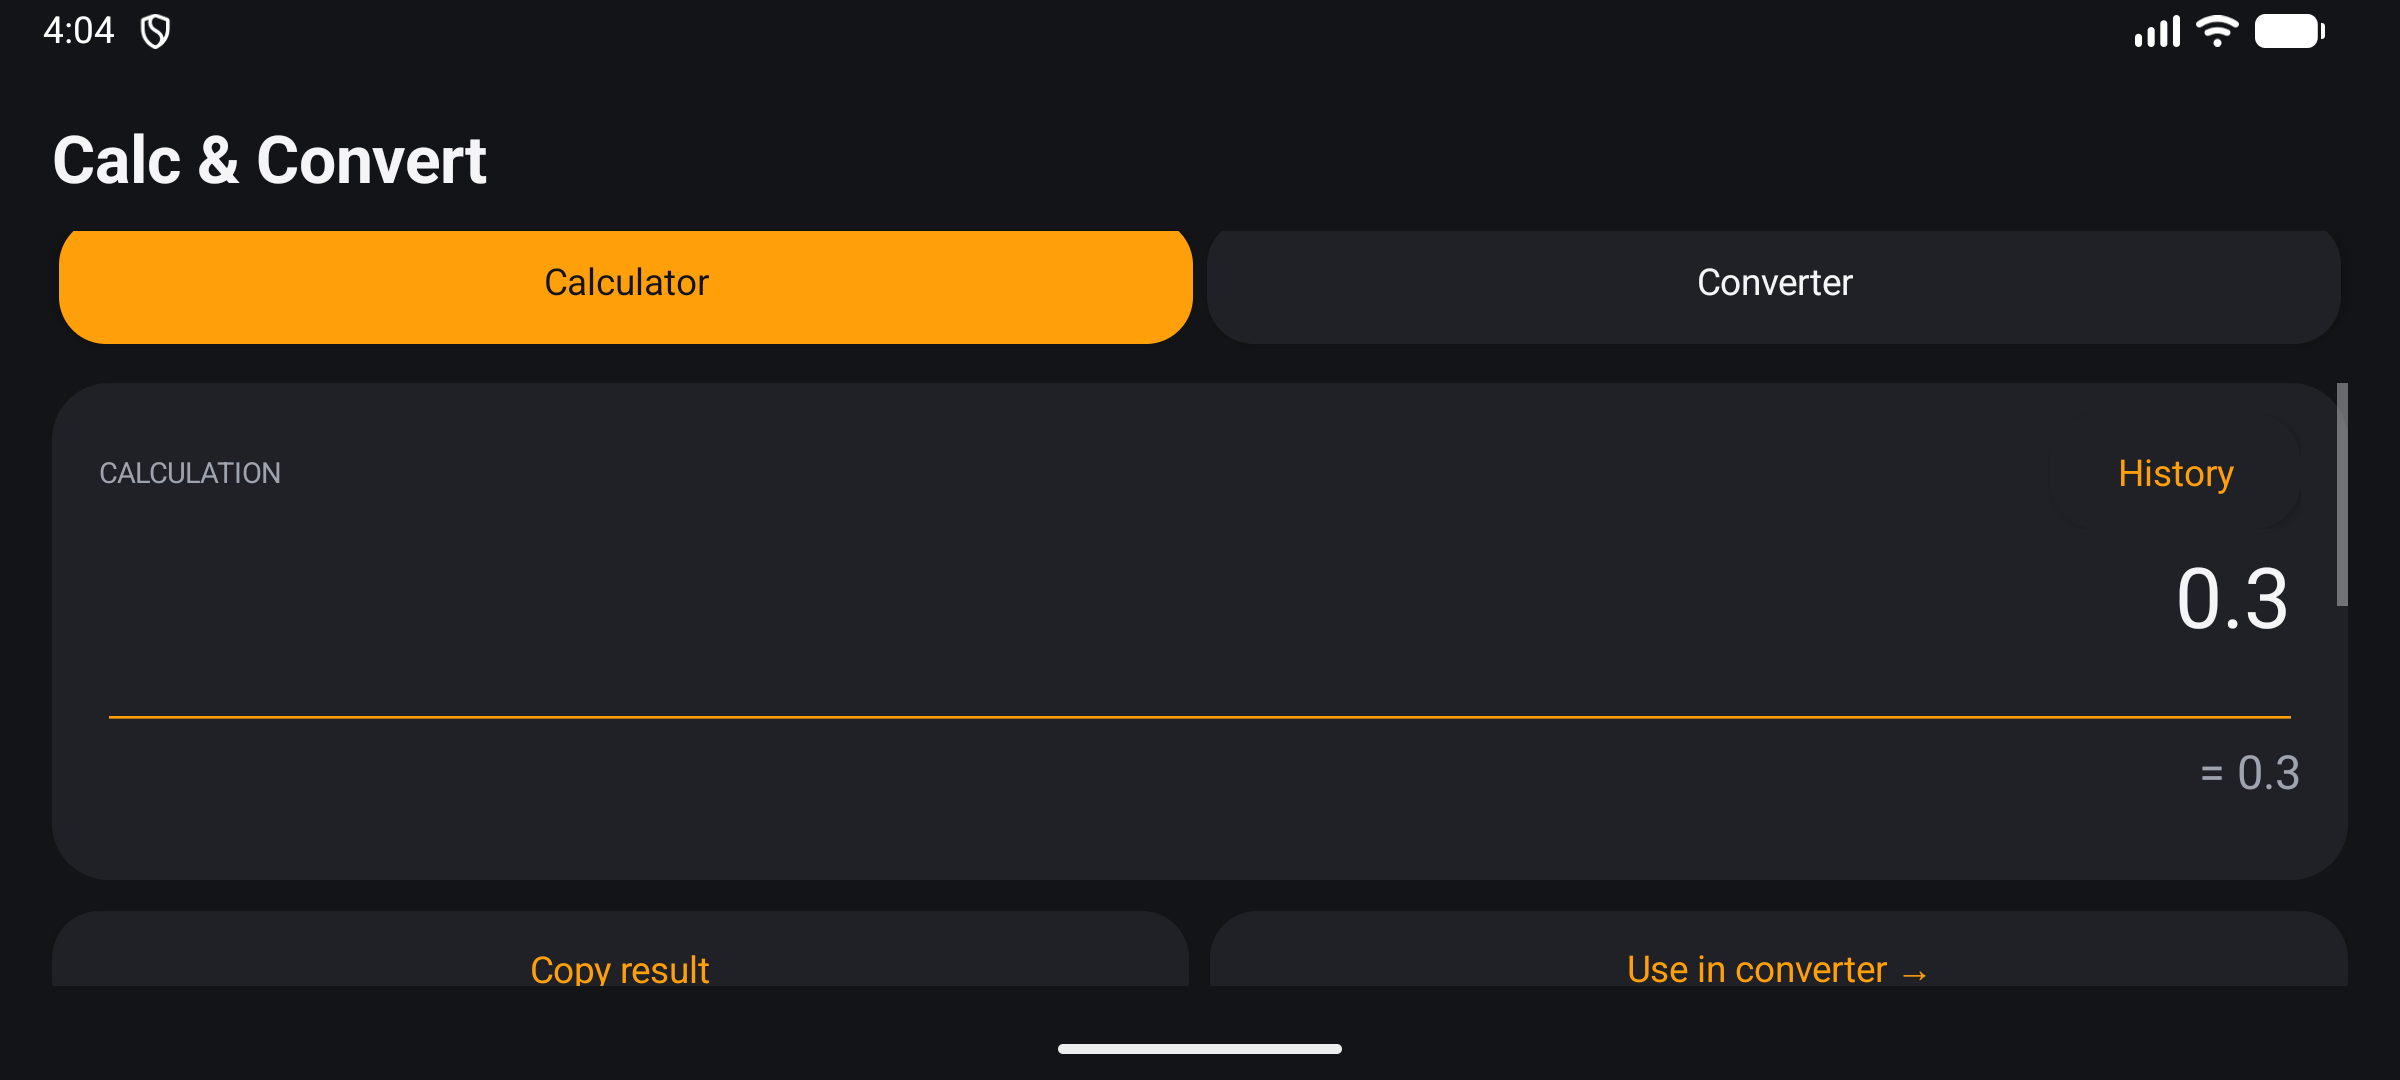 4:04
Calc & Convert
Calculator
Converter
CALCULATION
History
0.3
= 0.3
Copy result
Use in converter →